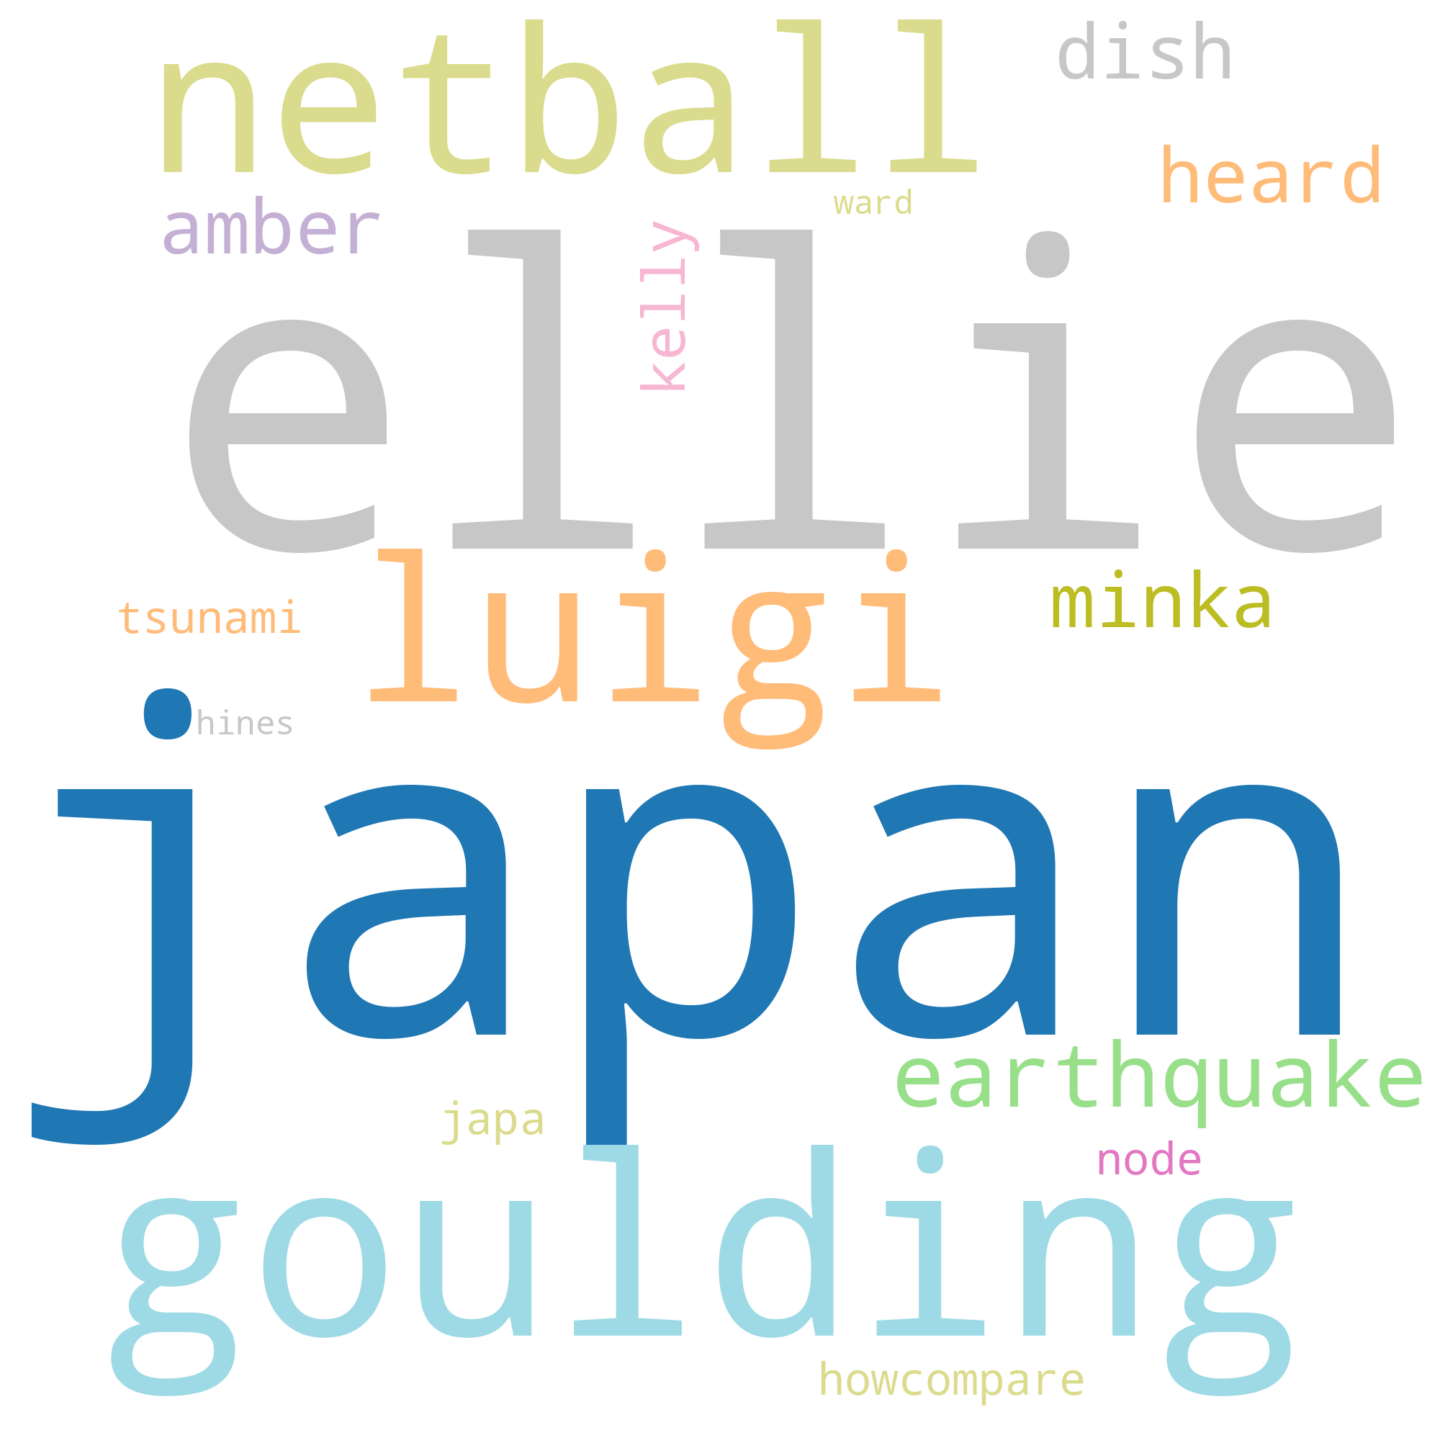 netball
dish
heard
amber
ward
kelly
ellie
luigi
minka
tsunami
hines
japan
earthquake
japa
node
goulding
howcompare